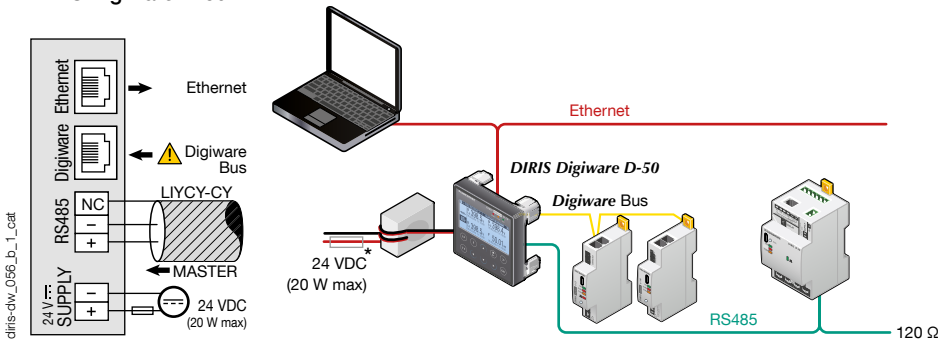 Ethernet
Ethernet
Digiware
Digiware
Bus
LIYCY-CY
RS485
NC
–
+
MASTER
24 V
SUPPLY
–
+
24 VDC
(20 W max)
diris-dw_056_b_1_cat
Ethernet
DIRIS Digiware D-50
Digiware Bus
*
24 VDC
(20 W max)
RS485
120 Ω